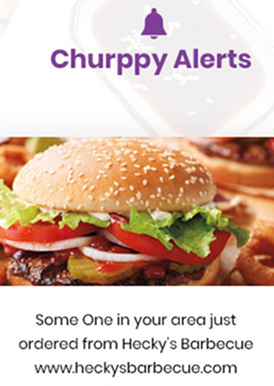 Churppy Alerts
Some One in your area just
ordered from Hecky's Barbecue
www.heckysbarbecue.com